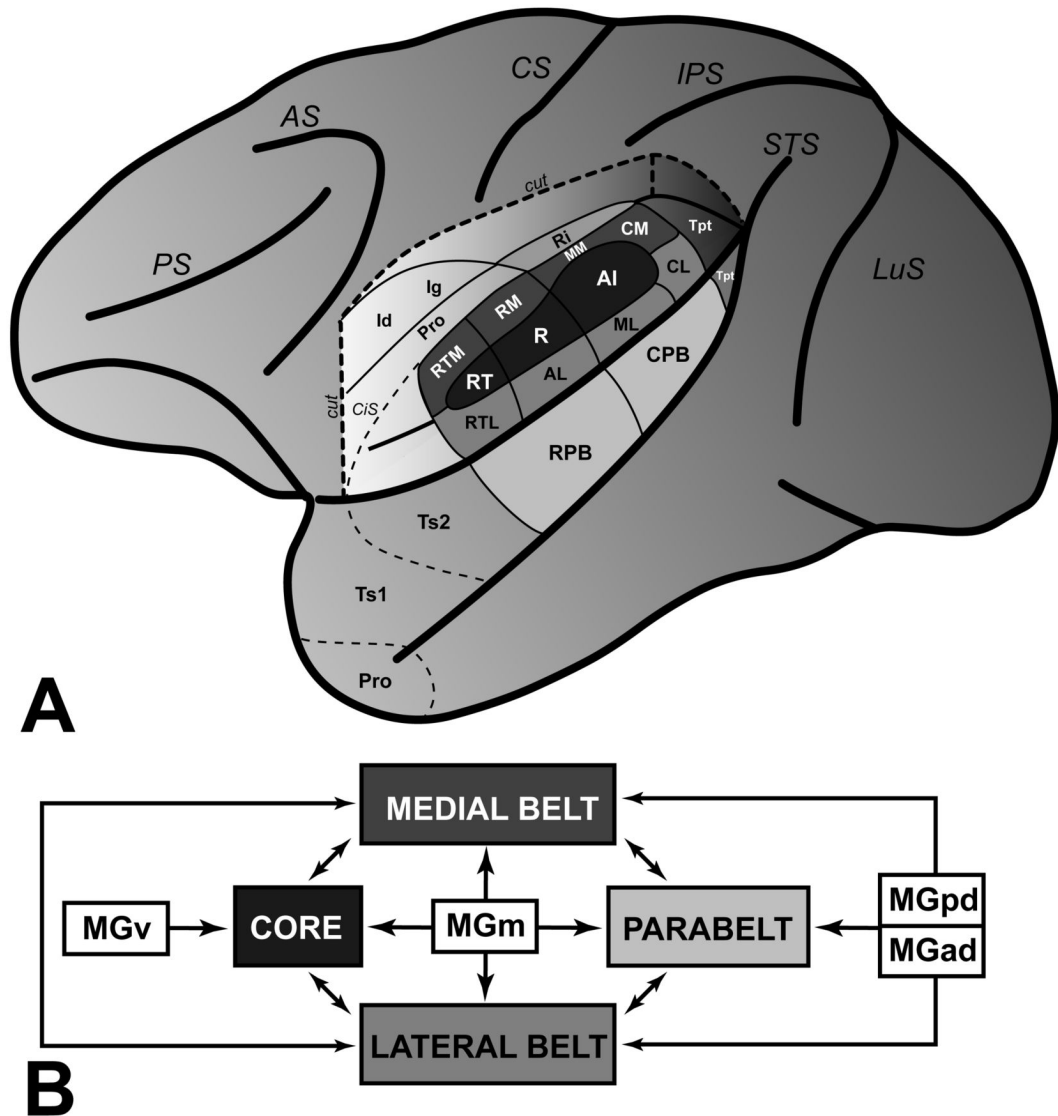 CS
IPS
AS
STS
cut
PS
LuS
Ri
MM
CM
Tpt
AI
CL
Tpt
Ig
Id
Pro
RM
R
ML
CPB
RTM
RT
AL
cut
CiS
RTL
RPB
Ts2
Ts1
Pro
A
MEDIAL BELT
MGv
CORE
MGm
PARABELT
MGpd
MGad
LATERAL BELT
B